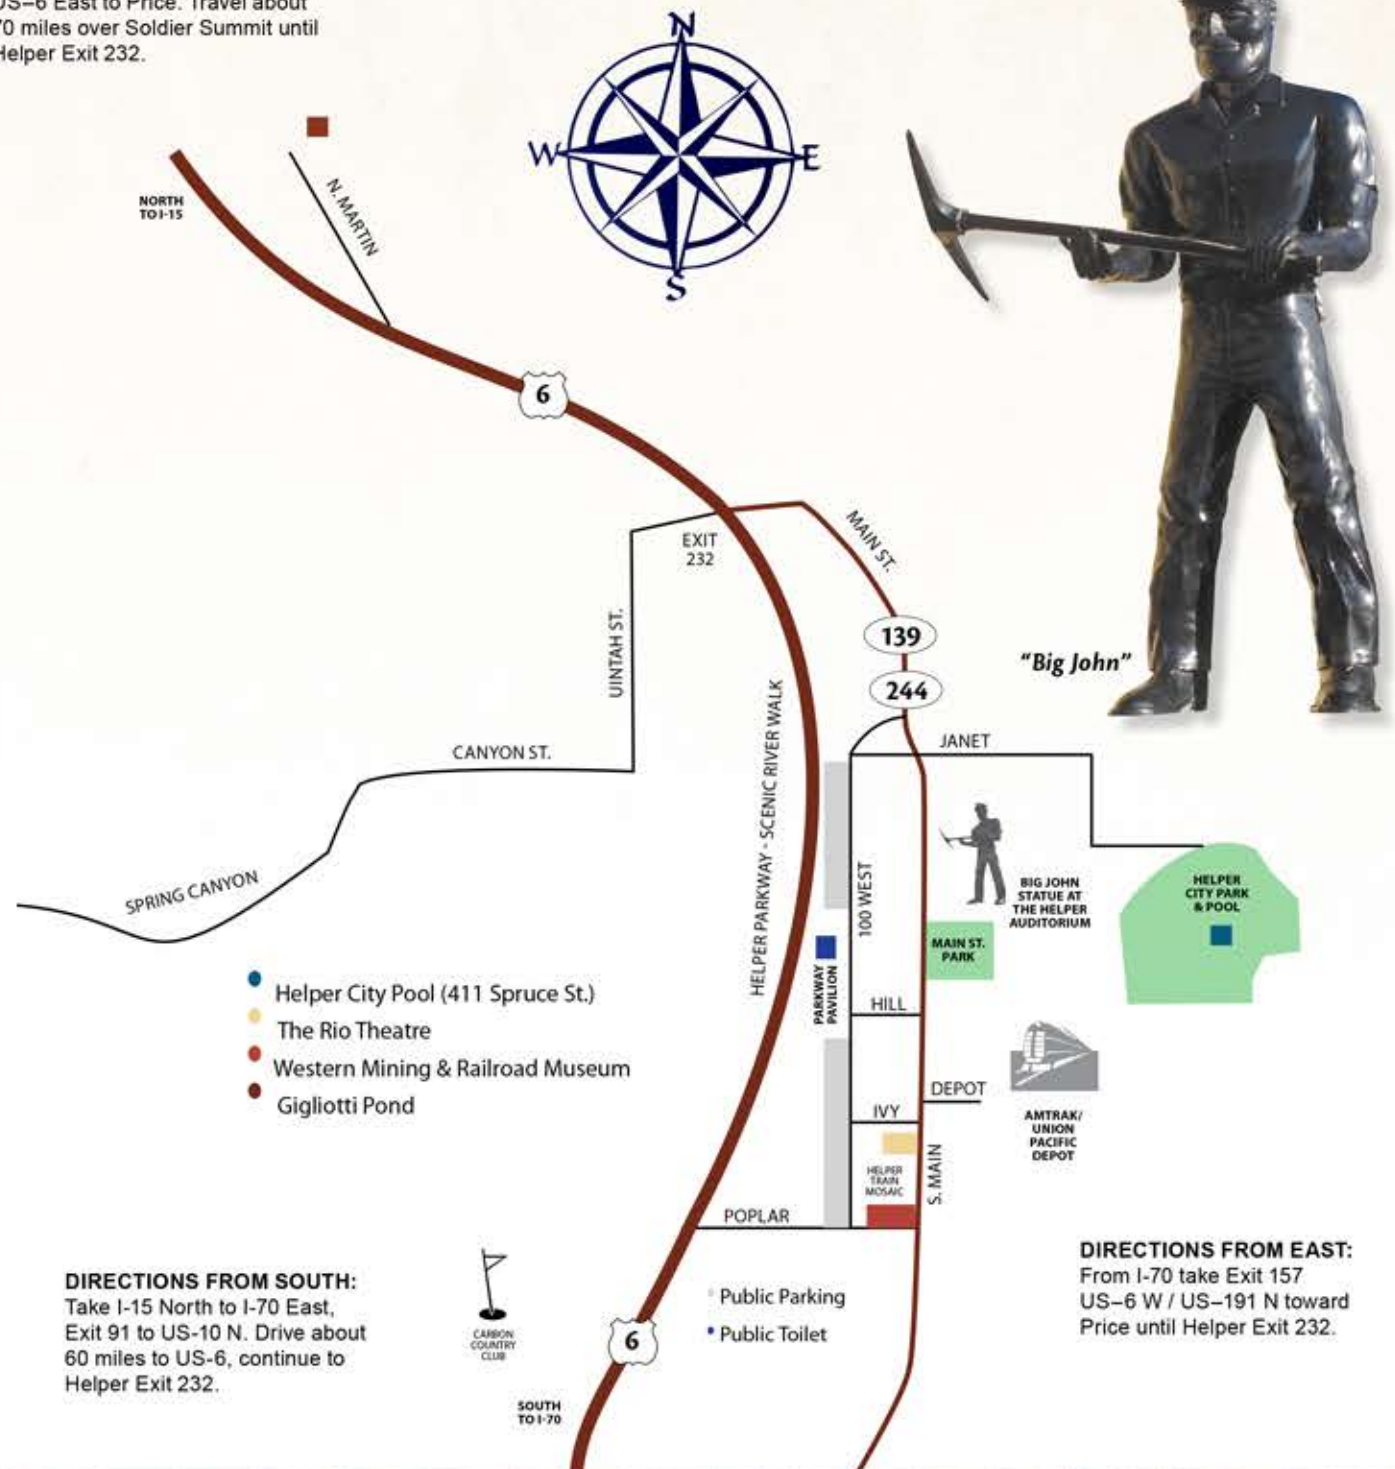 US–6 East to Price. Travel about
70 miles over Soldier Summit until
Helper Exit 232.
N
W
E
S
NORTH
TO I-15
N. MARTIN
6
EXIT
232
MAIN ST.
139
244
"Big John"
UINTAH ST.
CANYON ST.
SPRING CANYON
HELPER PARKWAY - SCENIC RIVER WALK
JANET
100 WEST
BIG JOHN
STATUE AT
THE HELPER
AUDITORIUM
HELPER
CITY PARK
& POOL
MAIN ST.
PARK
PARKWAY
PAVILION
HILL
Helper City Pool (411 Spruce St.)
The Rio Theatre
Western Mining & Railroad Museum
Gigliotti Pond
DEPOT
IVY
AMTRAK/
UNION
PACIFIC
DEPOT
HELPER
TRAIN
MOSAIC
S. MAIN
POPLAR
DIRECTIONS FROM SOUTH:
Take I-15 North to I-70 East,
Exit 91 to US-10 N. Drive about
60 miles to US-6, continue to
Helper Exit 232.
CARBON
COUNTRY
CLUB
Public Parking
Public Toilet
6
SOUTH
TO I-70
DIRECTIONS FROM EAST:
From I-70 take Exit 157
US–6 W / US–191 N toward
Price until Helper Exit 232.